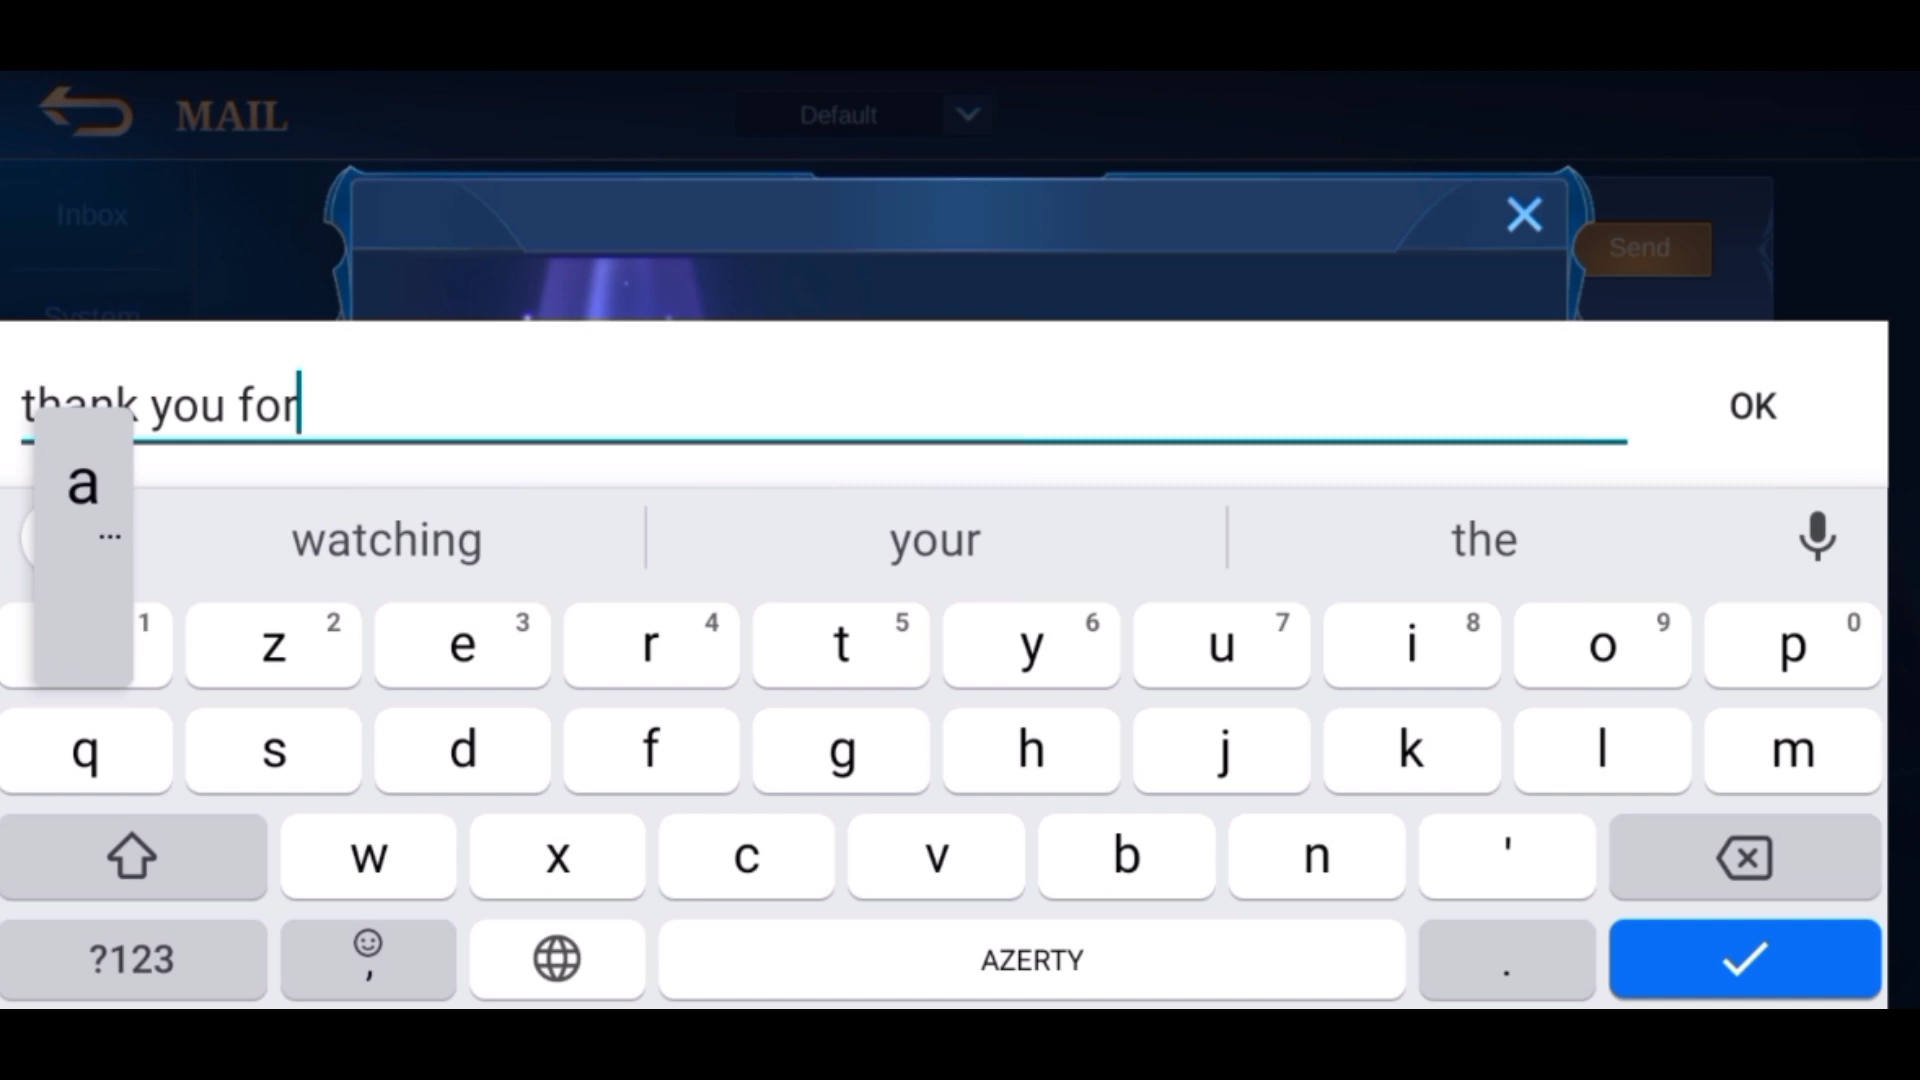 MAIL
Default
Inbox
Send
System
thank you for
OK
a
...
watching
your
the
1
z 2
e 3
r 4
t 5
y 6
u 7
i 8
o 9
p 0
q s d f g h j k l m
w x c v b n '
?123
,
AZERTY
.